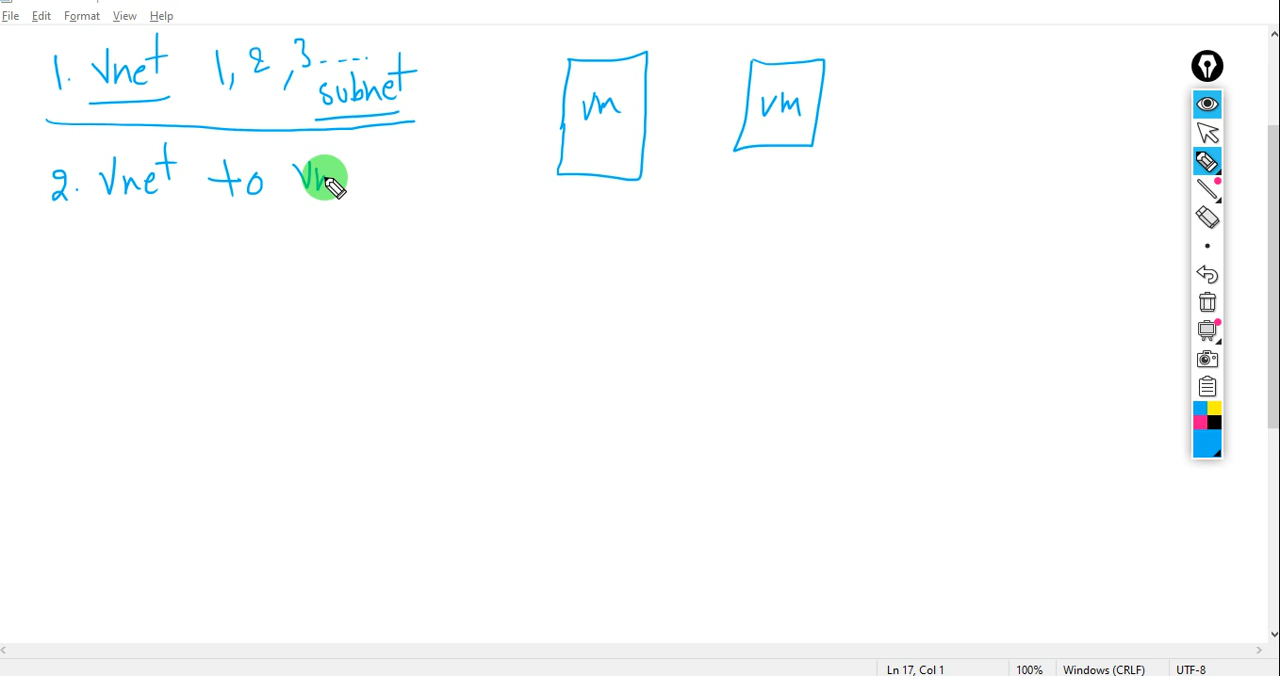 File Edit Format View Help
1. Vnet 1, 2, 3.....
subnet
vm
vm
2. Vnet to Vn
Ln 17, Col 1 100% Windows (CRLF) UTF-8